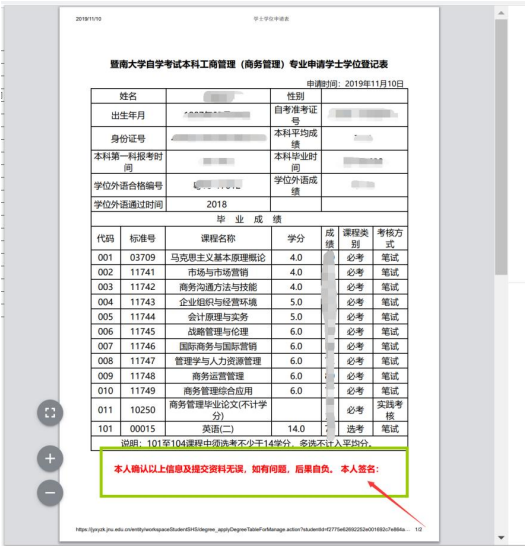 2019/11/10 学士学位申请表
暨南大学自学考试本科工商管理（商务管理）专业申请学士学位登记表
申请时间: 2019年11月10日
姓名 性别
出生年月 自考准考证号
身份证号 本科平均成绩
本科第一科报考时间 本科毕业时间
学位外语合格编号 学位外语成绩
学位外语通过时间 2018
毕 业 成 绩
代码 标准号 课程名称 学分 成绩 课程类别 考核方式
001 03709 马克思主义基本原理概论 4.0 必考 笔试
002 11741 市场与市场营销 4.0 必考 笔试
003 11742 商务沟通方法与技能 4.0 必考 笔试
004 11743 企业组织与经营环境 5.0 必考 笔试
005 11744 会计原理与实务 5.0 必考 笔试
006 11745 战略管理与伦理 6.0 必考 笔试
007 11746 国际商务与国际营销 6.0 必考 笔试
008 11747 管理学与人力资源管理 6.0 必考 笔试
009 11748 商务运营管理 6.0 必考 笔试
010 11749 商务管理综合应用 6.0 必考 笔试
011 10250 商务管理毕业论文(不计学分) 必考 实践考核
101 00015 英语(二) 14.0 选考 笔试
说明: 101至104课程中须选考不少于14学分，多选不计入平均分。
本人确认以上信息及提交资料无误，如有问题，后果自负。 本人签名：
1/2